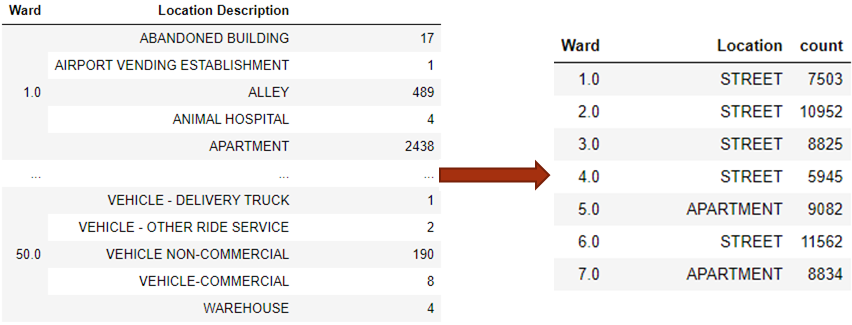 Ward Location Description
ABANDONED BUILDING 17
AIRPORT VENDING ESTABLISHMENT 1
1.0 ALLEY 489
ANIMAL HOSPITAL 4
APARTMENT 2438
... ... ...
VEHICLE - DELIVERY TRUCK 1
VEHICLE - OTHER RIDE SERVICE 2
50.0 VEHICLE NON-COMMERCIAL 190
VEHICLE-COMMERCIAL 8
WAREHOUSE 4
Ward Location count
1.0 STREET 7503
2.0 STREET 10952
3.0 STREET 8825
4.0 STREET 5945
5.0 APARTMENT 9082
6.0 STREET 11562
7.0 APARTMENT 8834